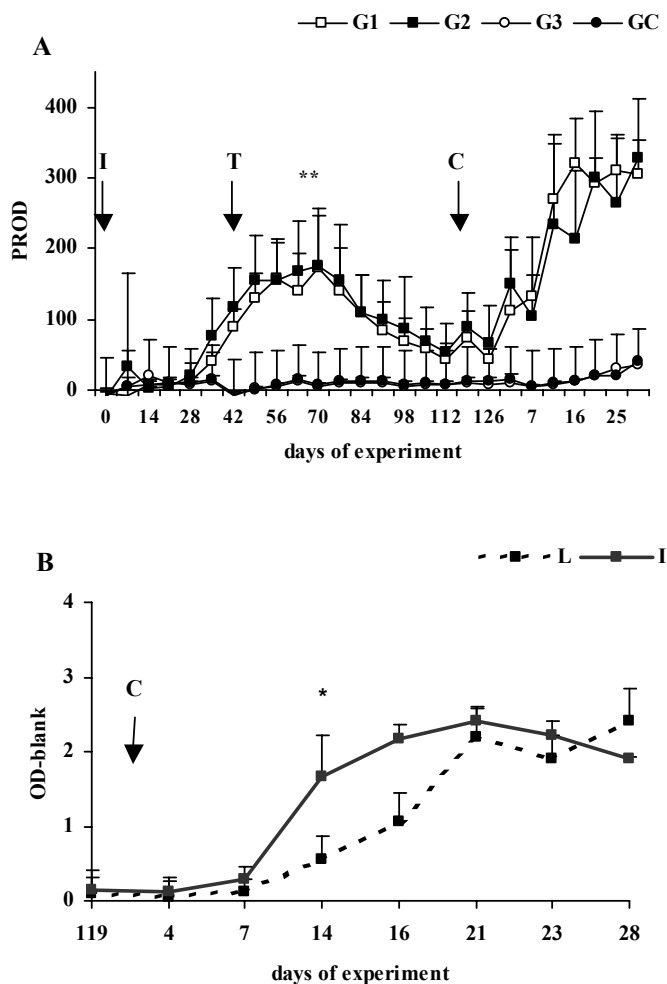 G1 G2 G3 GC
A
400
I T ** C
300
PROD
200
100
0
0 14 28 42 56 70 84 98 112 126 7 16 25
days of experiment
L I
B
4
C
3
*
OD-blank
2
1
0
119 4 7 14 16 21 23 28
days of experiment